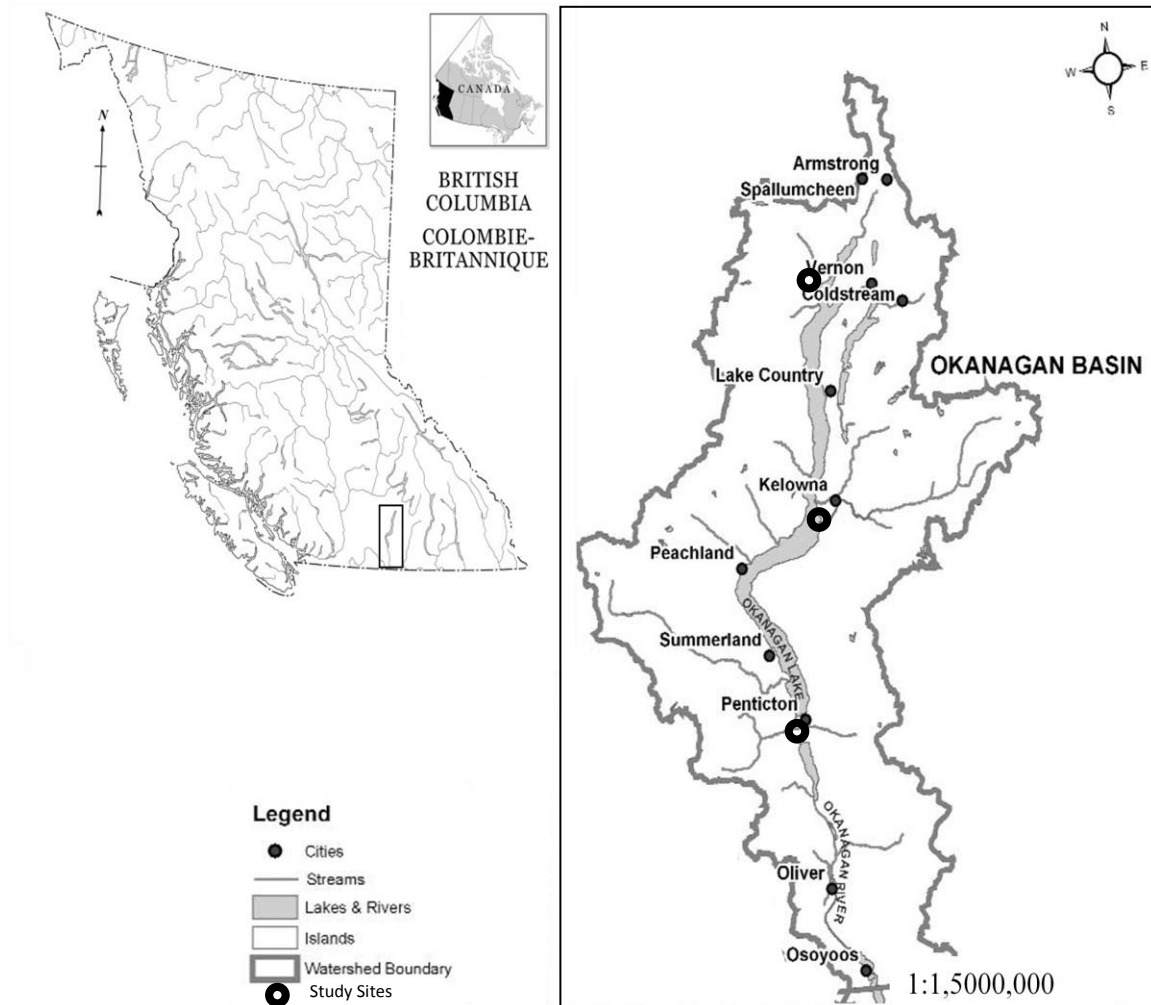 N
CANADA
BRITISH
COLUMBIA
COLOMBIE-
BRITANNIQUE
Legend
Cities
Streams
Lakes & Rivers
Islands
Watershed Boundary
Study Sites
N
W E
S
Armstrong
Spallumcheen
Vernon
Coldstream
Lake Country
OKANAGAN BASIN
Kelowna
Peachland
OKANAGAN LAKE
Summerland
Penticton
OKANAGAN RIVER
Oliver
Osoyoos
1:1,5000,000